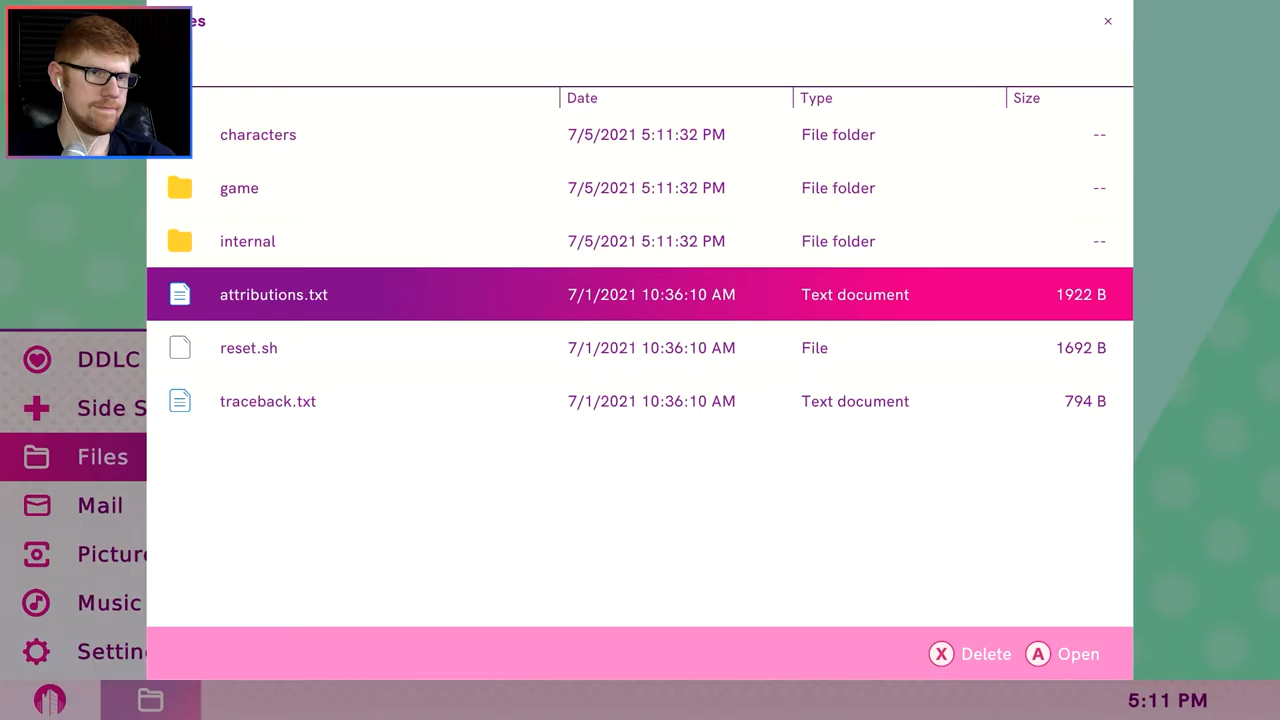 es ×
Date Type Size
characters 7/5/2021 5:11:32 PM File folder --
game 7/5/2021 5:11:32 PM File folder --
internal 7/5/2021 5:11:32 PM File folder --
attributions.txt 7/1/2021 10:36:10 AM Text document 1922 B
reset.sh 7/1/2021 10:36:10 AM File 1692 B
traceback.txt 7/1/2021 10:36:10 AM Text document 794 B
DDLC
Side S
Files
Mail
Picture
Music
Settin
X Delete A Open
5:11 PM